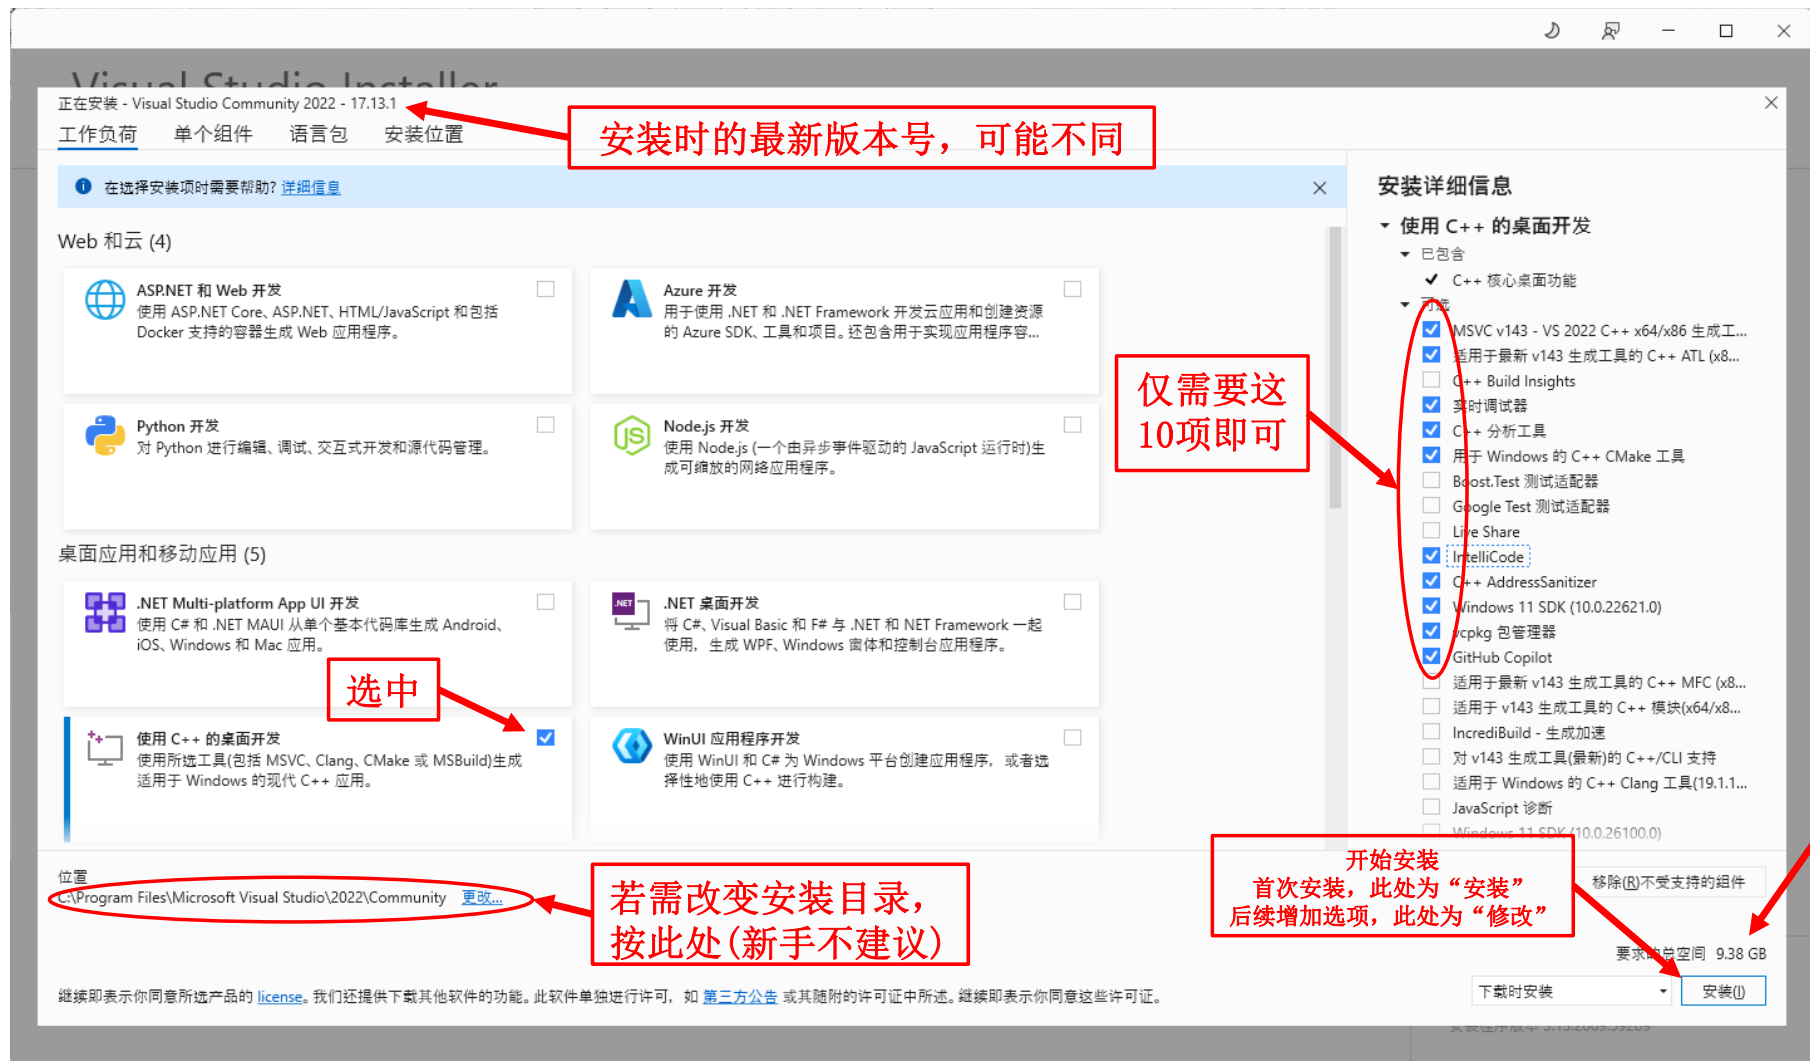 Visual Studio Installer
正在安装 - Visual Studio Community 2022 - 17.13.1
安装时的最新版本号，可能不同
工作负荷 单个组件 语言包 安装位置
在选择安装项时需要帮助? 详细信息
Web 和云 (4)
ASP.NET 和 Web 开发
使用 ASP.NET Core、ASP.NET、HTML/JavaScript 和包括
Docker 支持的容器生成 Web 应用程序。
Azure 开发
用于使用 .NET 和 .NET Framework 开发云应用和创建资源
的 Azure SDK、工具和项目。还包含用于实现应用程序容...
Python 开发
对 Python 进行编辑、调试、交互式开发和源代码管理。
Node.js 开发
使用 Node.js (一个由异步事件驱动的 JavaScript 运行时)生
成可缩放的网络应用程序。
桌面应用和移动应用 (5)
.NET Multi-platform App UI 开发
使用 C# 和 .NET MAUI 从单个基本代码库生成 Android、
iOS、Windows 和 Mac 应用。
.NET
.NET 桌面开发
将 C#、Visual Basic 和 F# 与 .NET 和 NET Framework 一起
使用，生成 WPF、Windows 窗体和控制台应用程序。
选中
使用 C++ 的桌面开发
使用所选工具(包括 MSVC、Clang、CMake 或 MSBuild)生成
适用于 Windows 的现代 C++ 应用。
WinUI 应用程序开发
使用 WinUI 和 C# 为 Windows 平台创建应用程序，或者选
择性地使用 C++ 进行构建。
仅需要这
10项即可
安装详细信息
使用 C++ 的桌面开发
已包含
C++ 核心桌面功能
可选
MSVC v143 - VS 2022 C++ x64/x86 生成工...
适用于最新 v143 生成工具的 C++ ATL (x8...
C++ Build Insights
实时调试器
C++ 分析工具
用于 Windows 的 C++ CMake 工具
Boost.Test 测试适配器
Google Test 测试适配器
Live Share
IntelliCode
C++ AddressSanitizer
Windows 11 SDK (10.0.22621.0)
vcpkg 包管理器
GitHub Copilot
适用于最新 v143 生成工具的 C++ MFC (x8...
适用于 v143 生成工具的 C++ 模块(x64/x8...
IncrediBuild - 生成加速
对 v143 生成工具(最新)的 C++/CLI 支持
适用于 Windows 的 C++ Clang 工具(19.1.1...
JavaScript 诊断
Windows 11 SDK (10.0.26100.0)
位置
C:\Program Files\Microsoft Visual Studio\2022\Community 更改...
若需改变安装目录，
按此处(新手不建议)
开始安装
首次安装，此处为“安装”
后续增加选项，此处为“修改”
移除(R)不受支持的组件
要求的总空间 9.38 GB
继续即表示你同意所选产品的 license。我们还提供下载其他软件的功能。此软件单独进行许可，如 第三方公告 或其随附的许可证中所述。继续即表示你同意这些许可证。
下载时安装
安装(I)